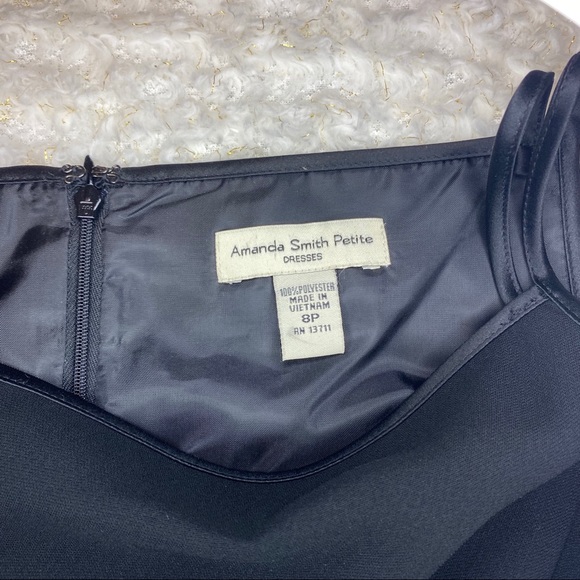 Amanda Smith Petite
DRESSES
100%POLYESTER
MADE IN
VIETNAM
8P
RN 13711